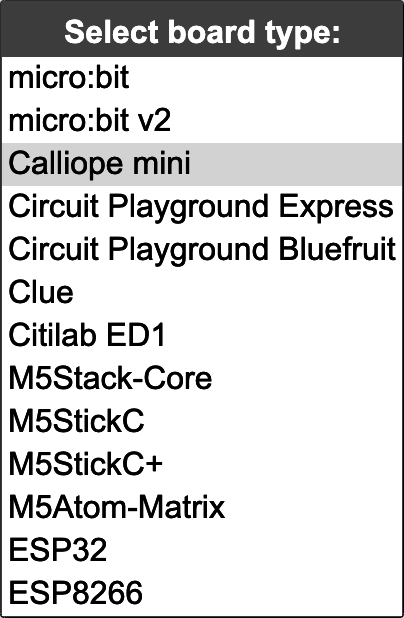 Select board type:
micro:bit
micro:bit v2
Calliope mini
Circuit Playground Express
Circuit Playground Bluefruit
Clue
Citilab ED1
M5Stack-Core
M5StickC
M5StickC+
M5Atom-Matrix
ESP32
ESP8266